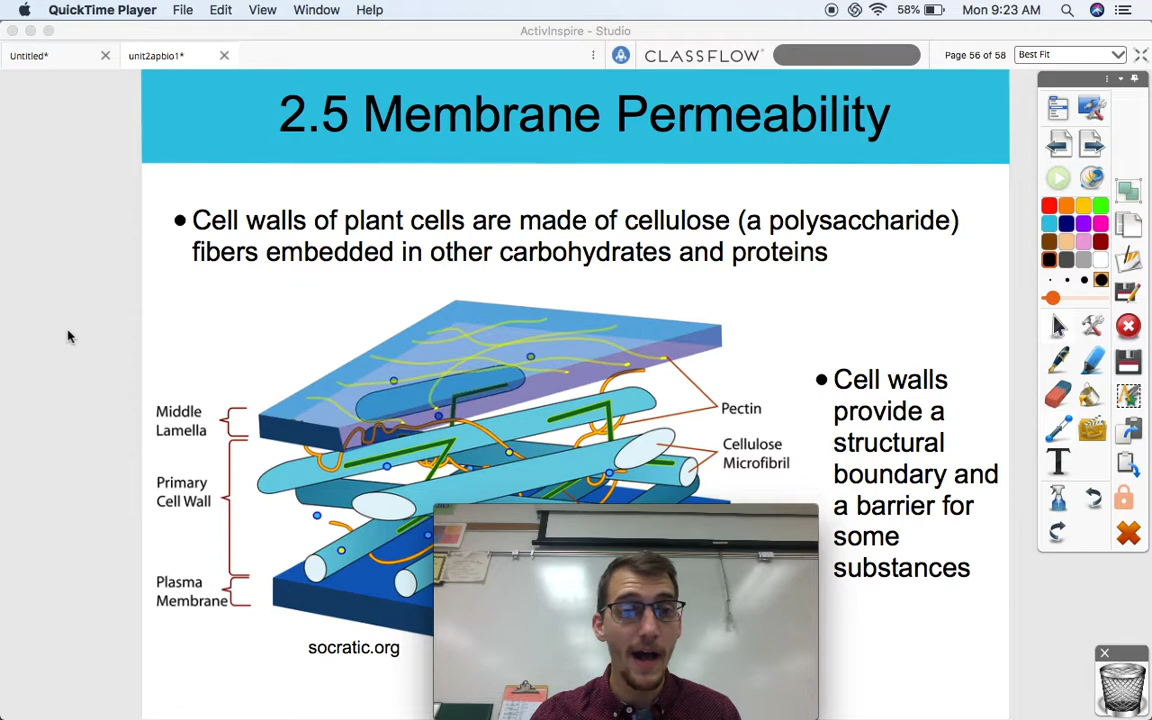 QuickTime Player File Edit View Window Help 58% Mon 9:23 AM
ActivInspire - Studio
Untitled* unit2apbio1* CLASSFLOW Page 56 of 58 Best Fit
2.5 Membrane Permeability
• Cell walls of plant cells are made of cellulose (a polysaccharide)
fibers embedded in other carbohydrates and proteins
Middle
Lamella
Primary
Cell Wall
Plasma
Membrane
Pectin
Cellulose
Microfibril
socratic.org
• Cell walls
provide a
structural
boundary and
a barrier for
some
substances